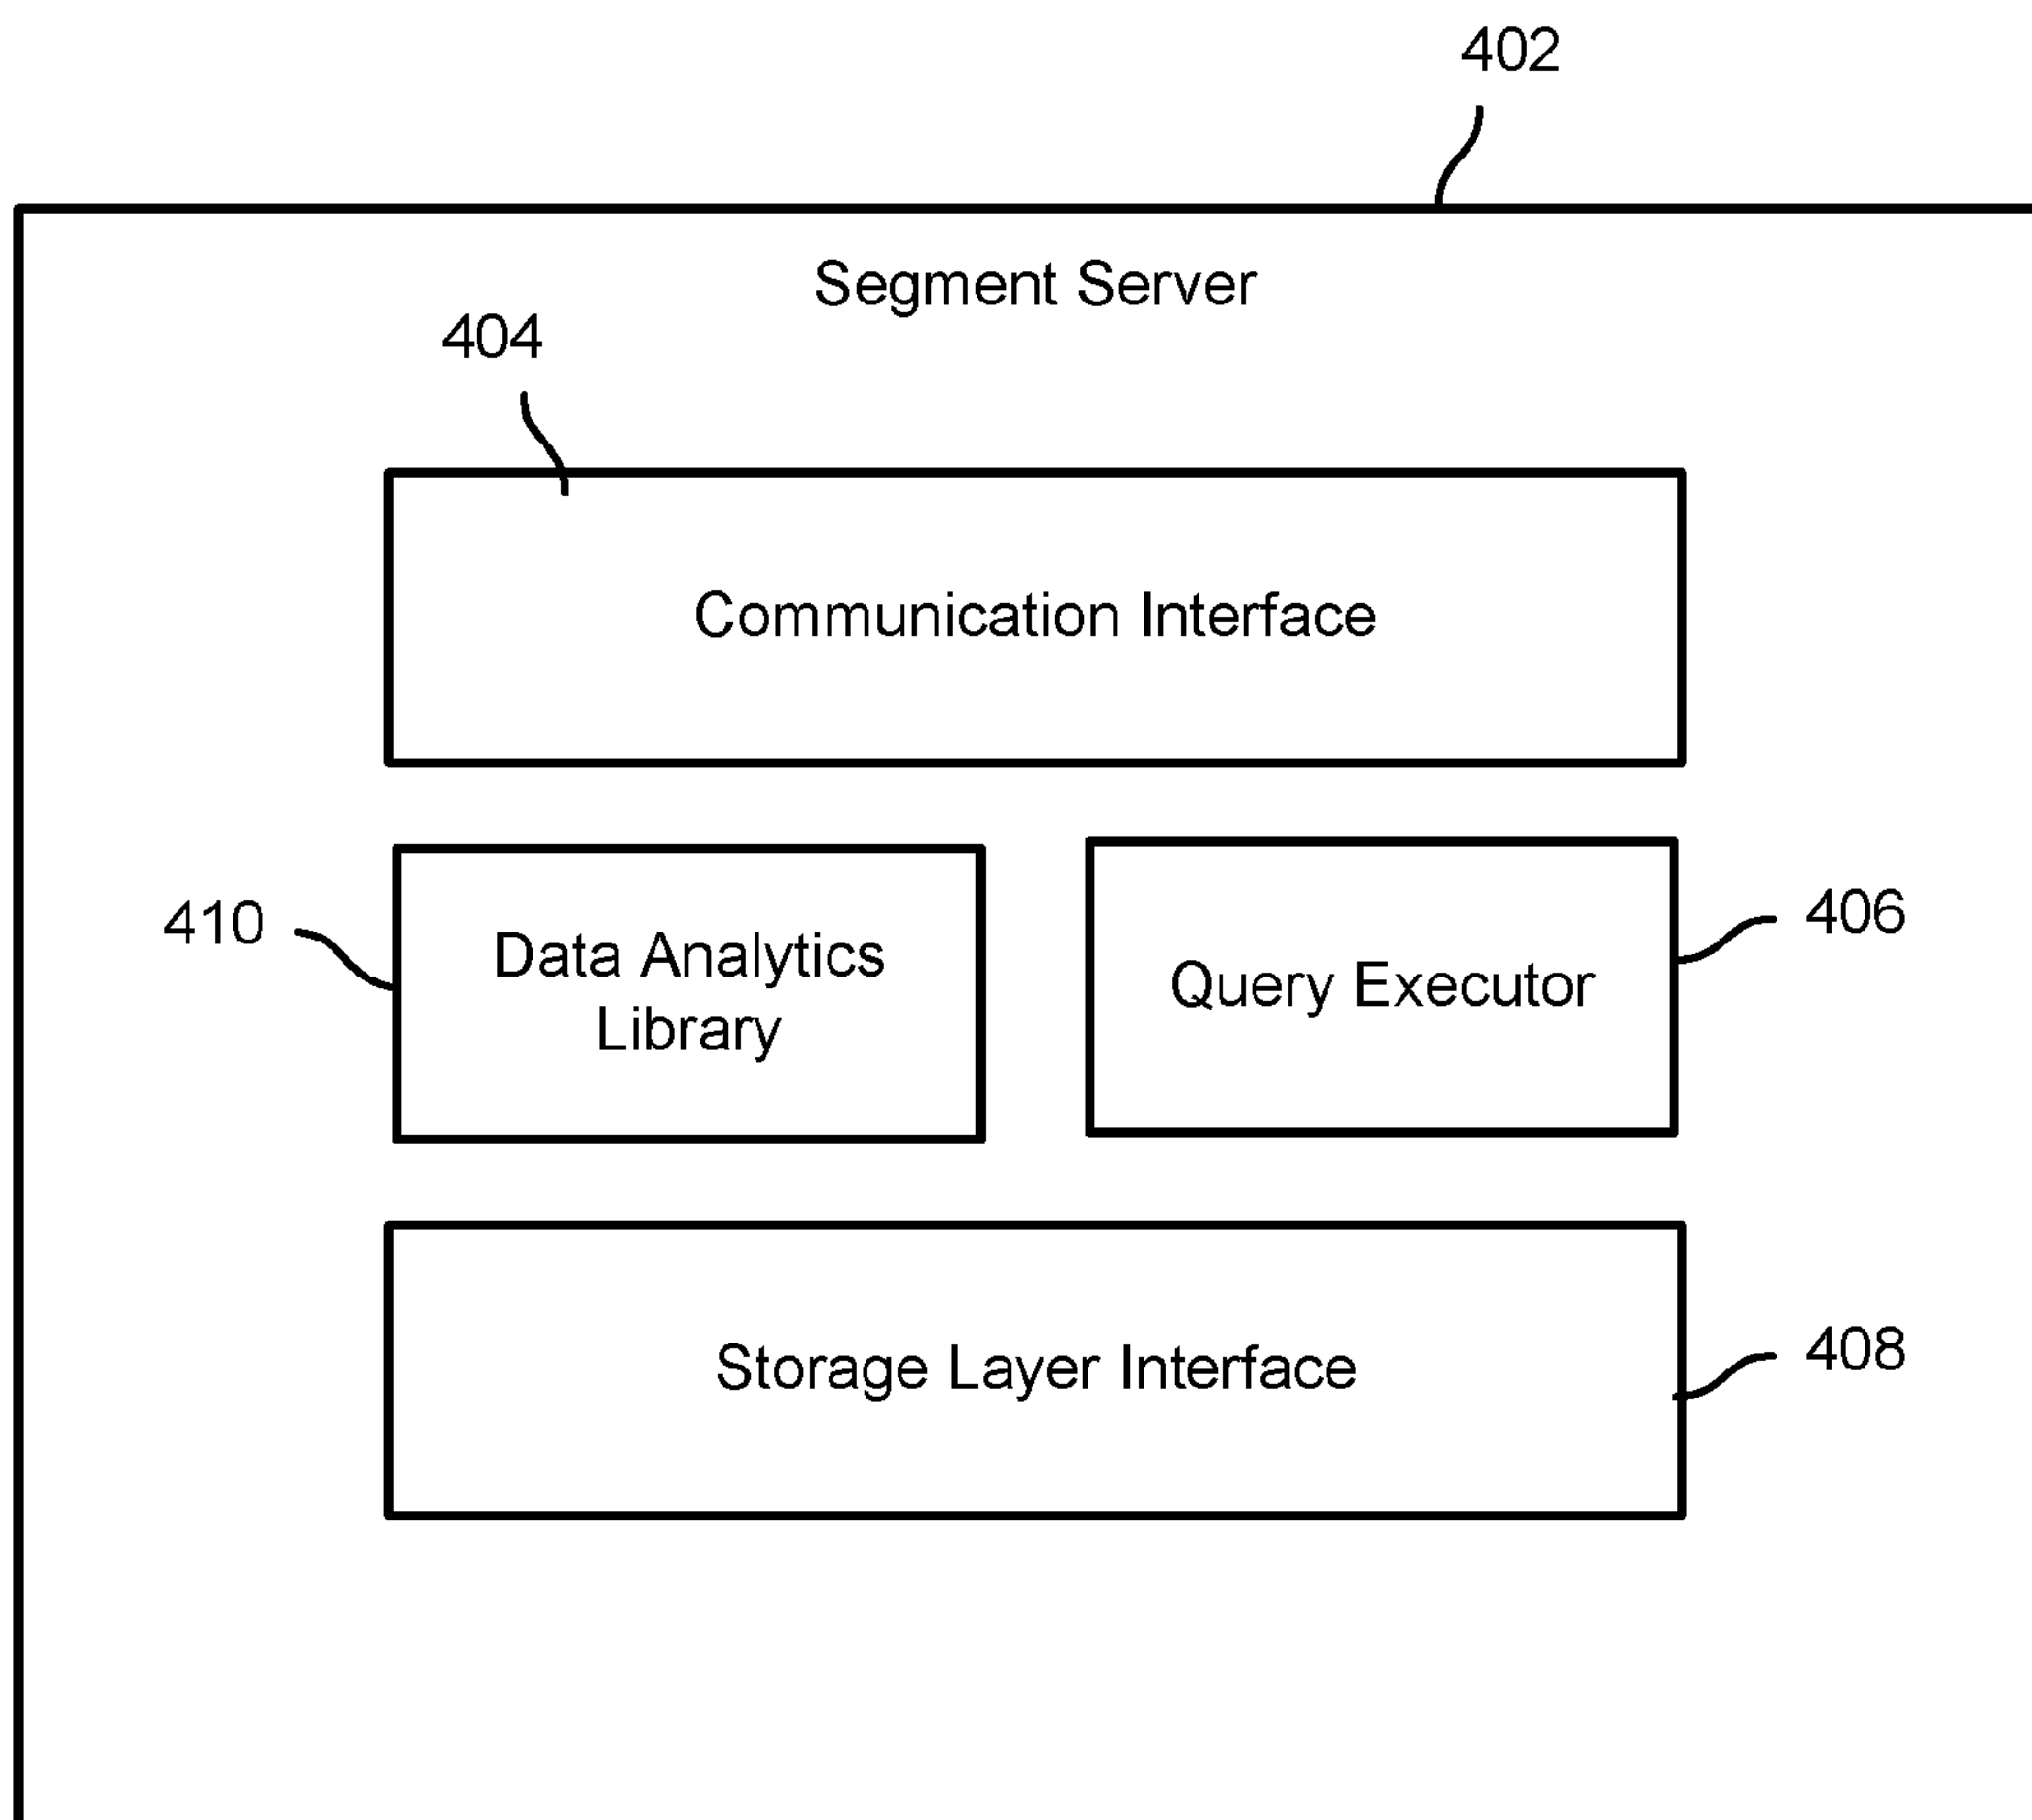 402
Segment Server
404
Communication Interface
410
Data Analytics
Library
Query Executor
406
Storage Layer Interface
408